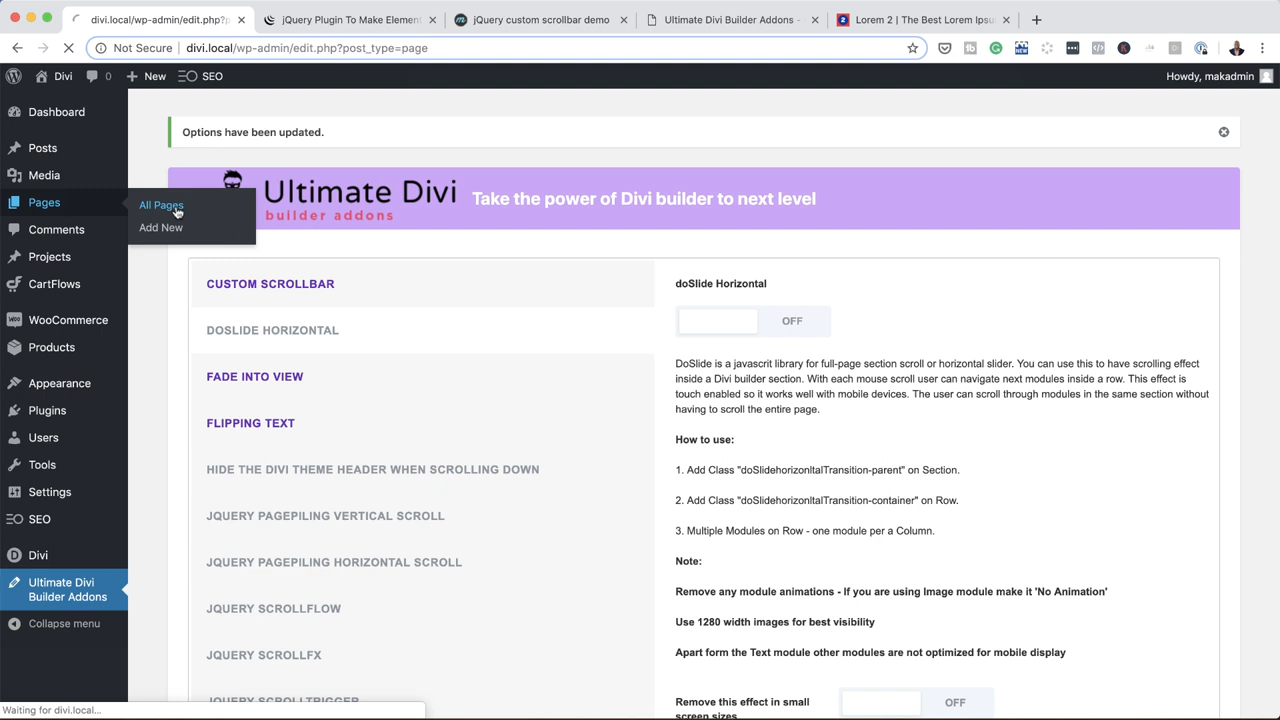 divi.local/wp-admin/edit.php?p
jQuery Plugin To Make Element
jQuery custom scrollbar demo
Ultimate Divi Builder Addons -
Lorem 2 | The Best Lorem Ipsu
Not Secure | divi.local/wp-admin/edit.php?post_type=page
Divi
0
New
SEO
Howdy, makadmin
Dashboard
Posts
Media
Pages
Comments
Projects
CartFlows
WooCommerce
Products
Appearance
Plugins
Users
Tools
Settings
SEO
Divi
Ultimate Divi
Builder Addons
Collapse menu
All Pages
Add New
Options have been updated.
Ultimate Divi
builder addons
Take the power of Divi builder to next level
CUSTOM SCROLLBAR
DOSLIDE HORIZONTAL
FADE INTO VIEW
FLIPPING TEXT
HIDE THE DIVI THEME HEADER WHEN SCROLLING DOWN
JQUERY PAGEPILING VERTICAL SCROLL
JQUERY PAGEPILING HORIZONTAL SCROLL
JQUERY SCROLLFLOW
JQUERY SCROLLFX
JQUERY SCROLLTRIGGER
doSlide Horizontal
OFF
DoSlide is a javascrit library for full-page section scroll or horizontal slider. You can use this to have scrolling effect
inside a Divi builder section. With each mouse scroll user can navigate next modules inside a row. This effect is
touch enabled so it works well with mobile devices. The user can scroll through modules in the same section without
having to scroll the entire page.
How to use:
1. Add Class "doSlidehorizonltalTransition-parent" on Section.
2. Add Class "doSlidehorizonltalTransition-container" on Row.
3. Multiple Modules on Row - one module per a Column.
Note:
Remove any module animations - If you are using Image module make it 'No Animation'
Use 1280 width images for best visibility
Apart form the Text module other modules are not optimized for mobile display
Remove this effect in small
screen sizes
OFF
Waiting for divi.local...